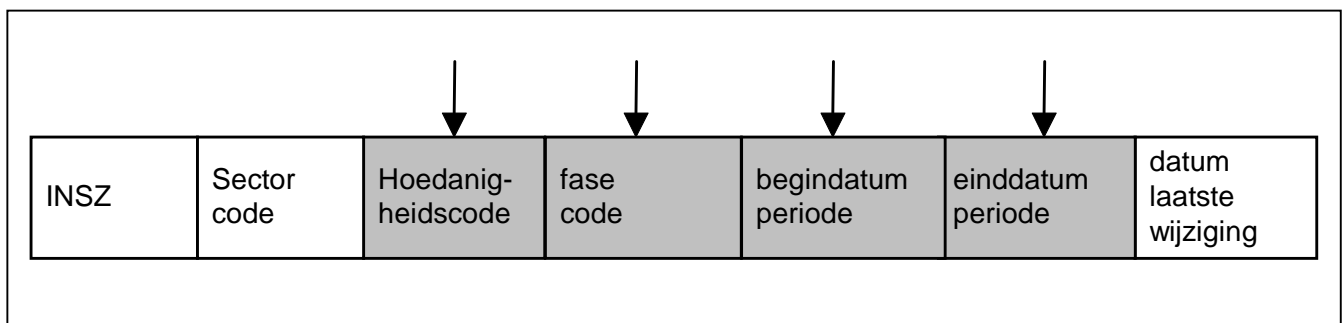 INSZ
Sector
code
Hoedanig-
heidscode
fase
code
begindatum
periode
einddatum
periode
datum
laatste
wijziging